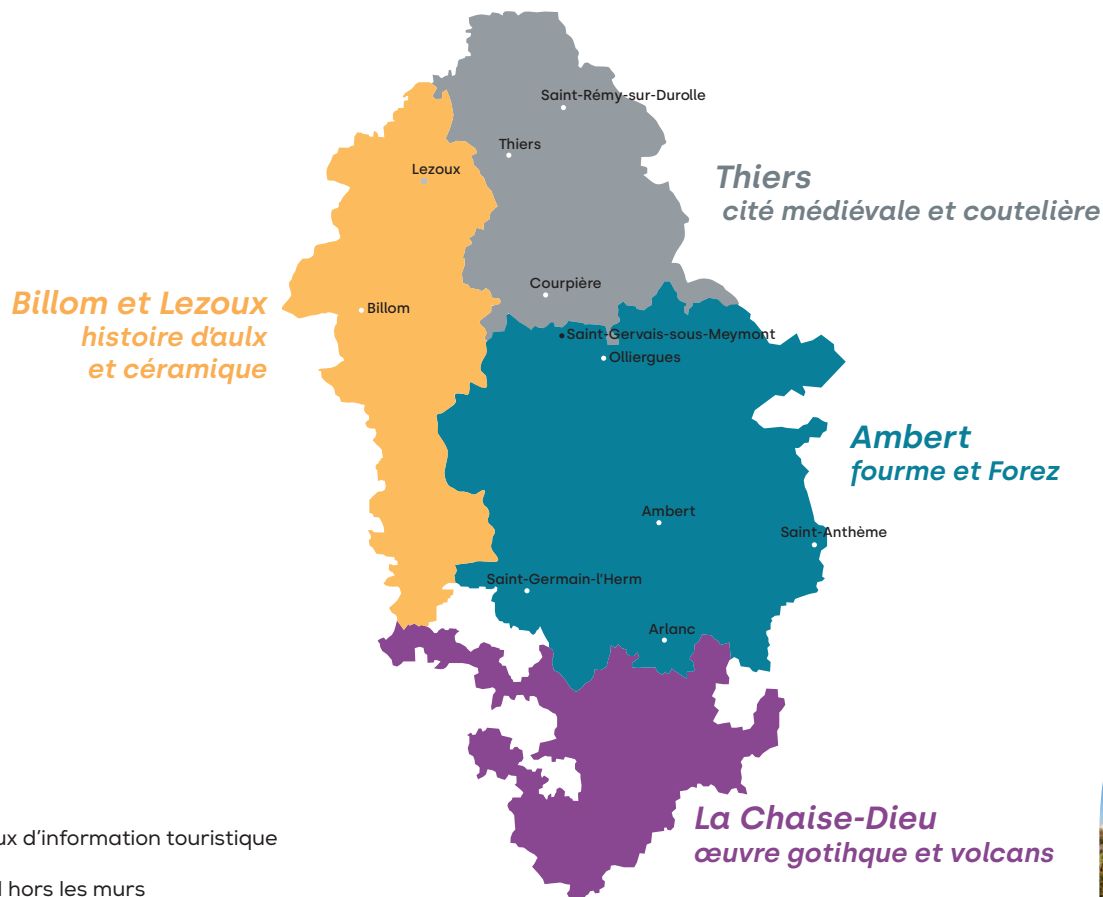 Saint-Rémy-sur-Durolle
Thiers
Lezoux
Thiers
cité médiévale et coutelière
Courpière
Billom et Lezoux
histoire d'aulx
et céramique
Billom
Saint-Gervais-sous-Meymont
Olliergues
Ambert
fourme et Forez
Ambert
Saint-Anthème
Saint-Germain-l'Herm
Arlanc
La Chaise-Dieu
œuvre gotihque et volcans
d'information touristique
hors les murs